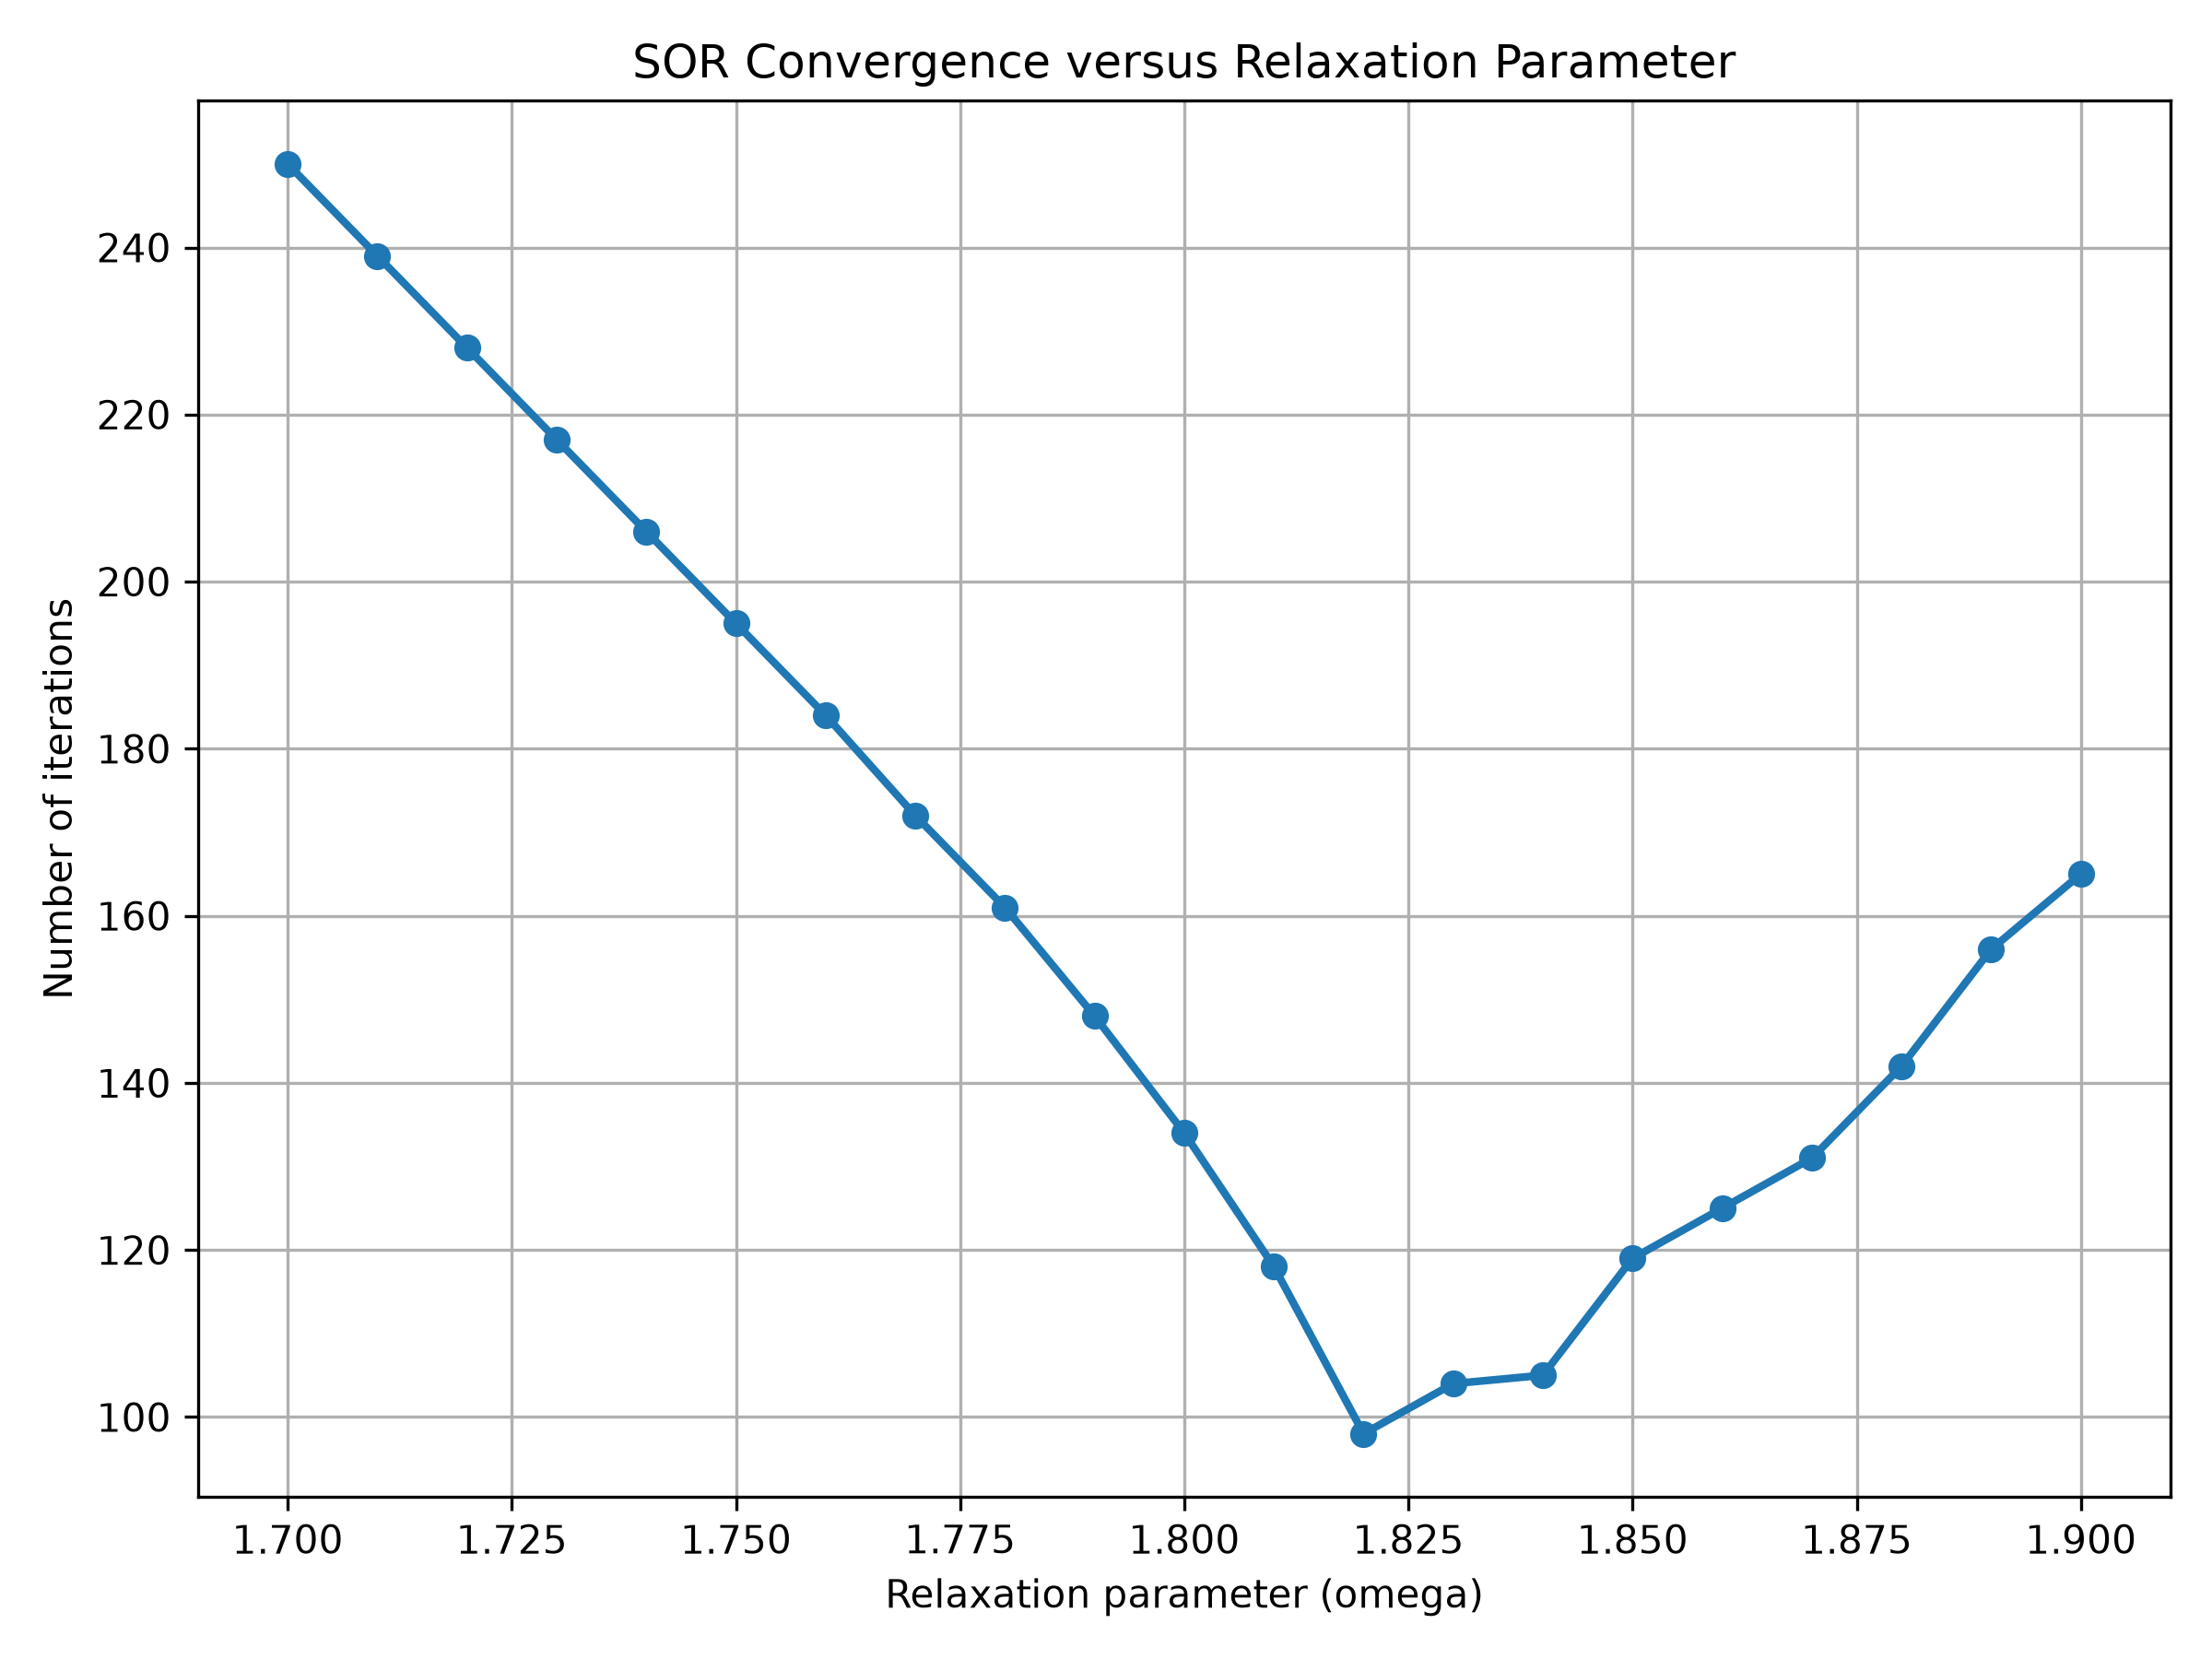 SOR Convergence versus Relaxation Parameter
Number of iterations
240
220
200
180
160
140
120
100
1.700 1.725 1.750 1.775 1.800 1.825 1.850 1.875 1.900
Relaxation parameter (omega)